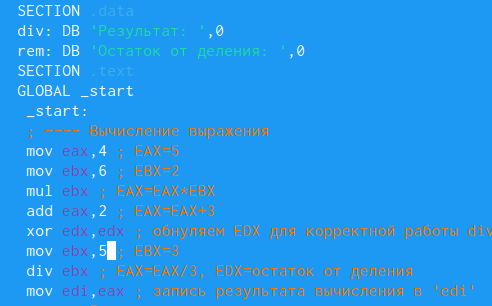 SECTION .data
div: DB 'Результат: ',0
rem: DB 'Остаток от деления: ',0
SECTION .text
GLOBAL _start
_start:
; ---- Вычисление выражения
mov eax,4 ; EAX=5
mov ebx,6 ; EBX=2
mul ebx ; EAX=EAX*EBX
add eax,2 ; EAX=EAX+3
xor edx,edx ; обнуляем EDX для корректной работы div
mov ebx,5 ; EBX=3
div ebx ; EAX=EAX/3, EDX=остаток от деления
mov edi,eax ; запись результата вычисления в 'edi'